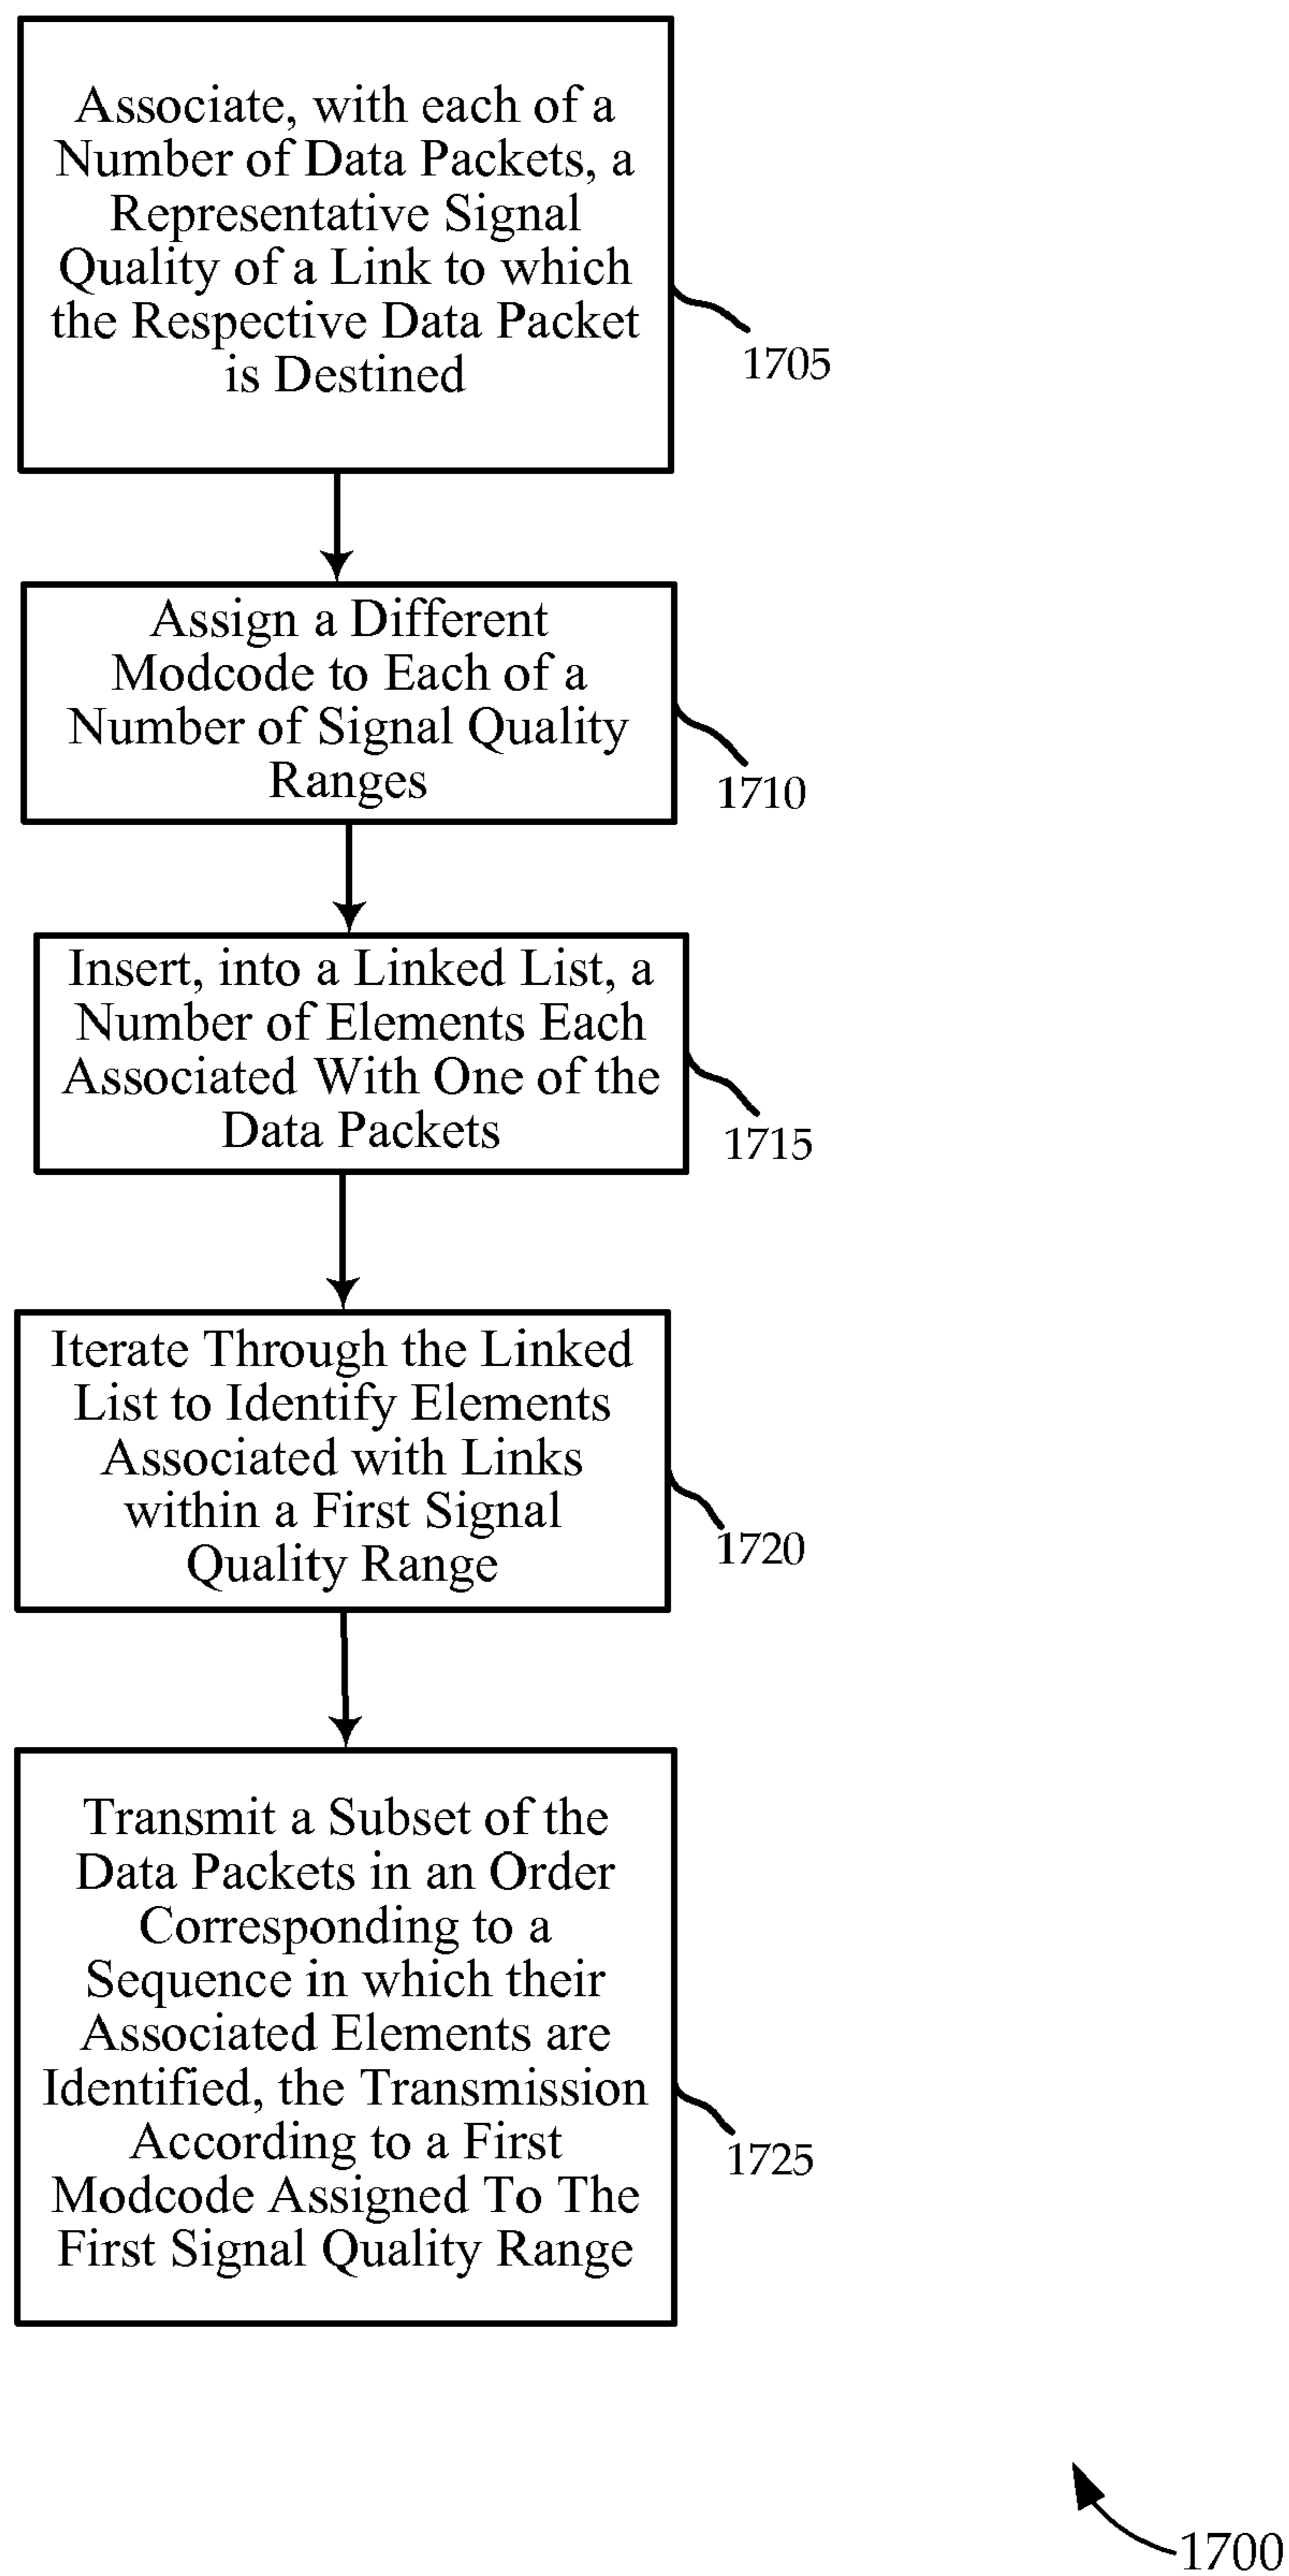 Associate, with each of a
Number of Data Packets, a
Representative Signal
Quality of a Link to which
the Respective Data Packet
is Destined
1705
Assign a Different
Modcode to Each of a
Number of Signal Quality
Ranges
1710
Insert, into a Linked List, a
Number of Elements Each
Associated With One of the
Data Packets
1715
Iterate Through the Linked
List to Identify Elements
Associated with Links
within a First Signal
Quality Range
1720
Transmit a Subset of the
Data Packets in an Order
Corresponding to a
Sequence in which their
Associated Elements are
Identified, the Transmission
According to a First
Modcode Assigned To The
First Signal Quality Range
1725
1700